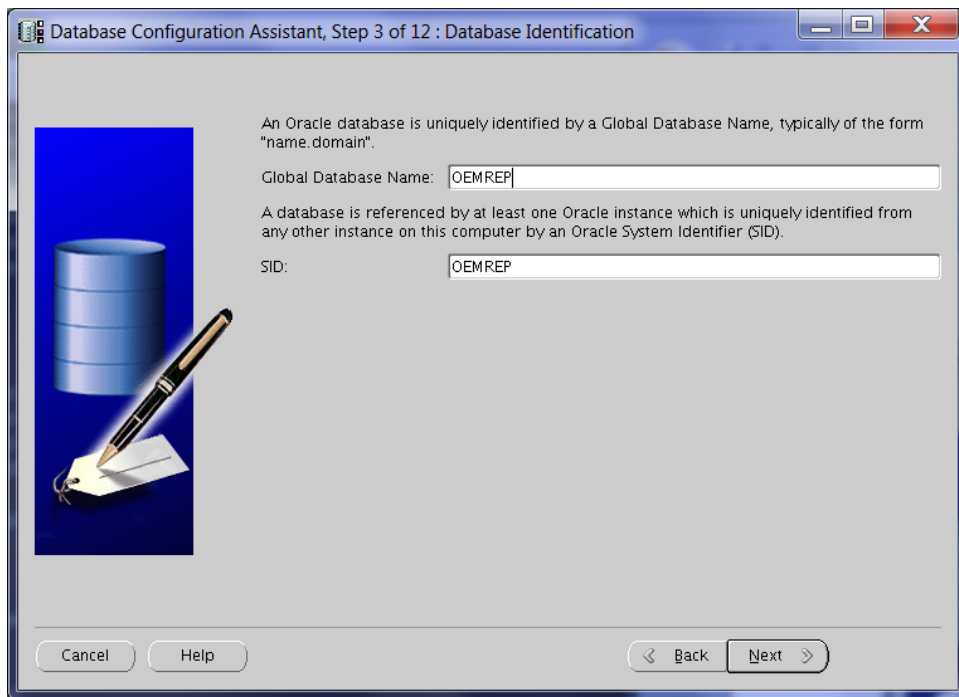 Database Configuration Assistant, Step 3 of 12 : Database Identification
An Oracle database is uniquely identified by a Global Database Name, typically of the form
"name.domain".
Global Database Name: OEMREP
A database is referenced by at least one Oracle instance which is uniquely identified from
any other instance on this computer by an Oracle System Identifier (SID).
SID: OEMREP
Cancel Help Back Next